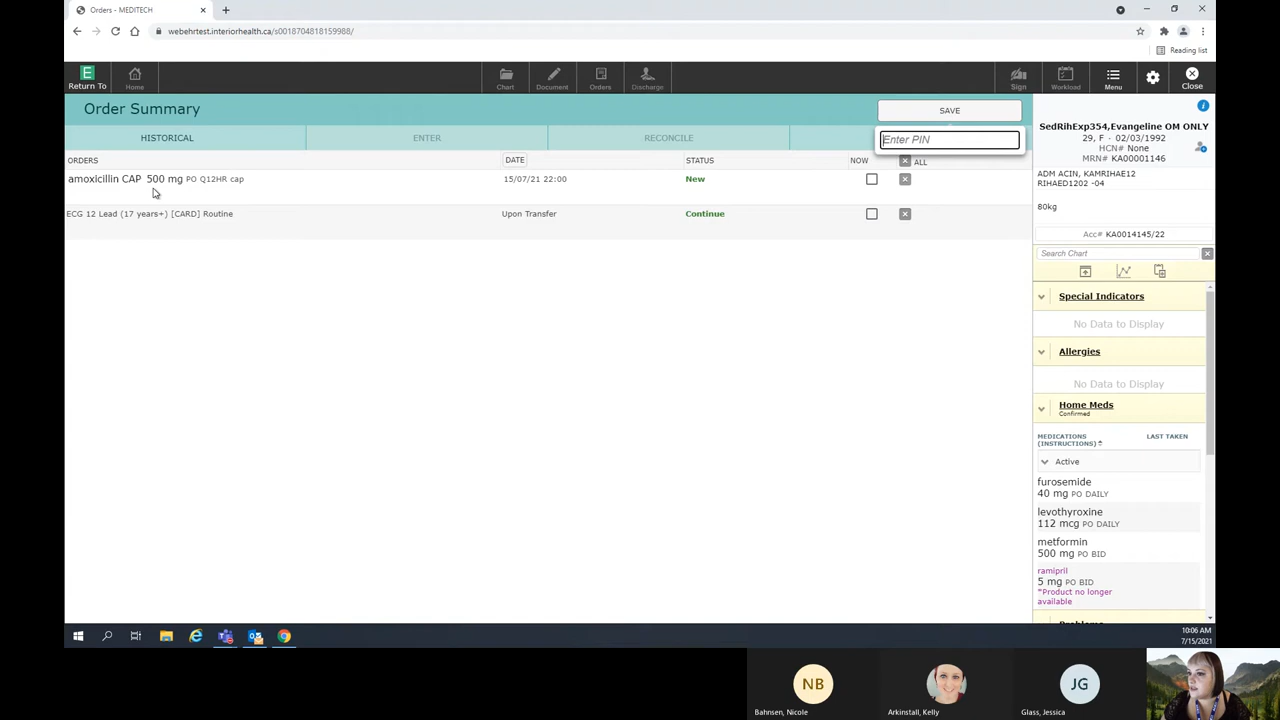 Orders - MEDITECH
webehrtest.interiorhealth.ca/s0018704818159988/
Reading list
E
Return To
Home
Chart
Document
Orders
Discharge
Sign
Workload
Menu
Close
Order Summary
SAVE
HISTORICAL
ENTER
RECONCILE
Enter PIN
ORDERS
DATE
STATUS
NOW
ALL
amoxicillin CAP 500 mg PO Q12HR cap
15/07/21 22:00
New
ECG 12 Lead (17 years+) [CARD] Routine
Upon Transfer
Continue
SedRihExp354,Evangeline OM ONLY
29, F - 02/03/1992
HCN# None
MRN# KA00001146
ADM ACIN, KAMRIHAE12
RIHAED1202 -04
80kg
Acc# KA0014145/22
Search Chart
Special Indicators
No Data to Display
Allergies
No Data to Display
Home Meds
Confirmed
MEDICATIONS
(INSTRUCTIONS)
LAST TAKEN
Active
furosemide
40 mg PO DAILY
levothyroxine
112 mcg PO DAILY
metformin
500 mg PO BID
ramipril
5 mg PO BID
*Product no longer
available
Problems
10:06 AM
7/15/2021
NB
JG
Bahnsen, Nicole
Arkinstall, Kelly
Glass, Jessica